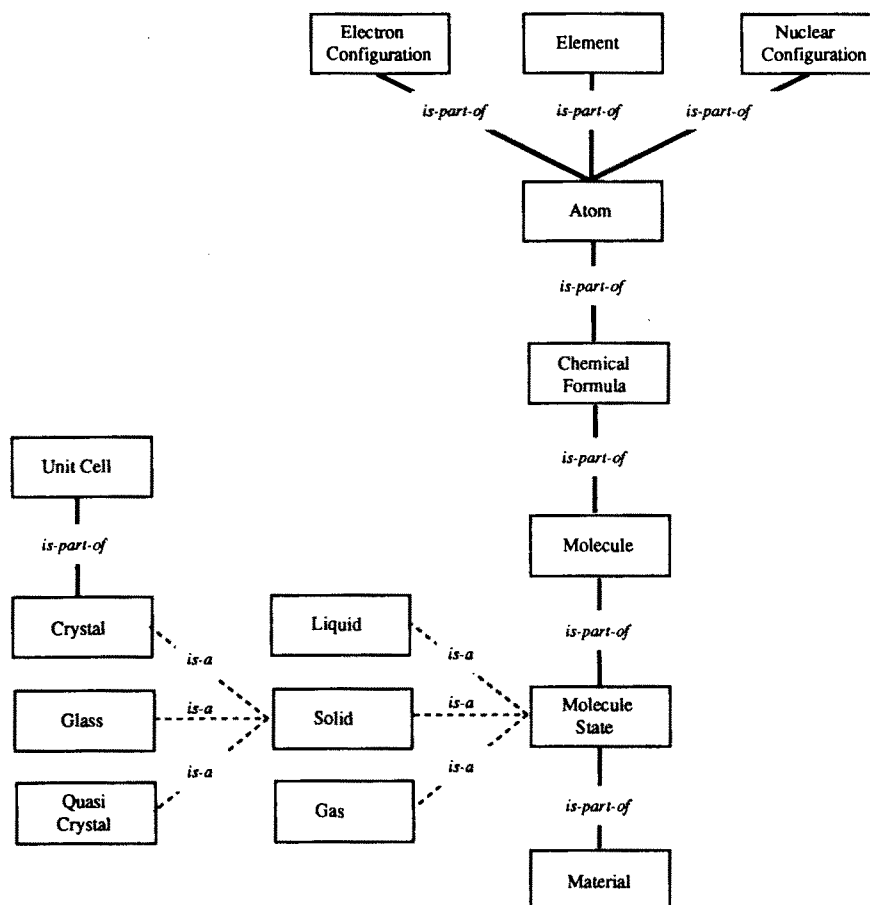 Electron
Configuration
Element
Nuclear
Configuration
is-part-of
is-part-of
is-part-of
Atom
is-part-of
Chemical
Formula
is-part-of
Unit Cell
is-part-of
Molecule
is-part-of
Crystal
Liquid
is-a
is-a
Glass
is-a
Solid
is-a
Molecule
State
is-a
is-a
Quasi
Crystal
Gas
is-part-of
Material